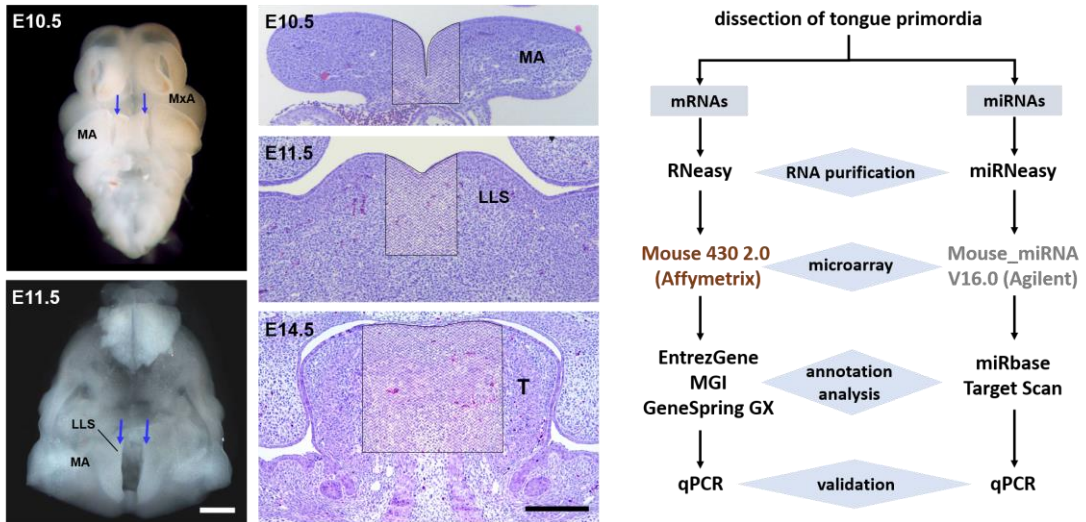 E10.5
MxA
MA
E11.5
LLS
MA
E10.5
MA
E11.5
LLS
E14.5
T
dissection of tongue primordia
mRNAs
miRNAs
RNeasy
RNA purification
miRNeasy
Mouse 430 2.0
(Affymetrix)
microarray
Mouse_miRNA
V16.0 (Agilent)
EntrezGene
MGI
GeneSpring GX
annotation
analysis
miRbase
Target Scan
qPCR
validation
qPCR